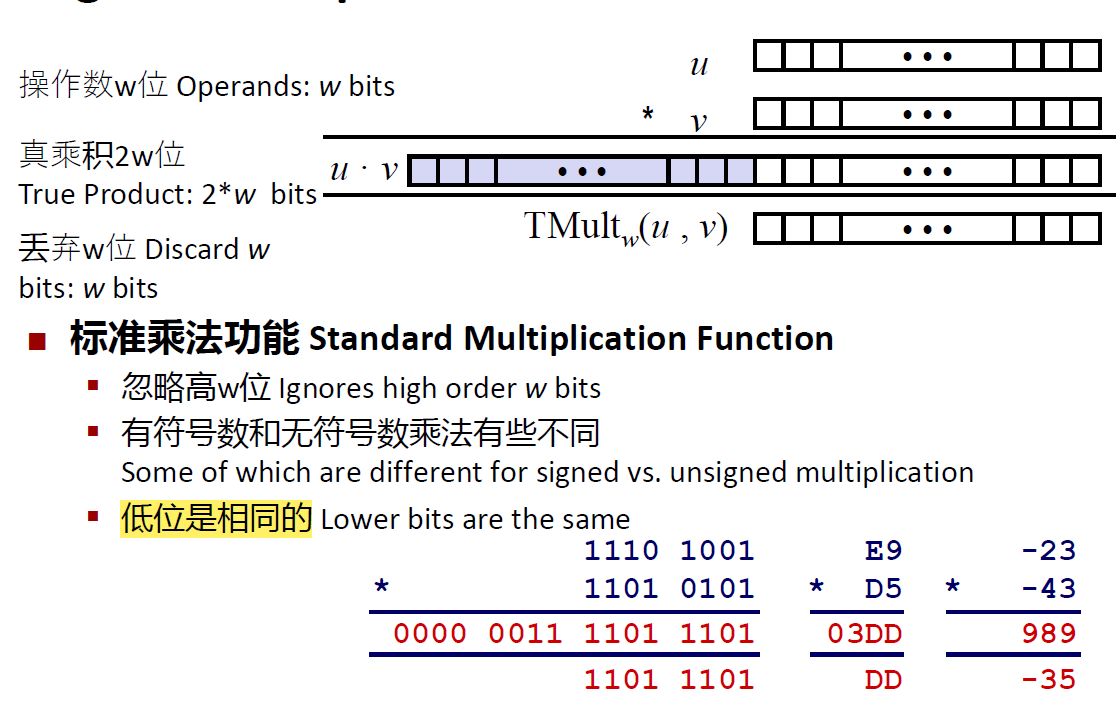 操作数w位 Operands: w bits
u
* v
真乘积2w位
True Product: 2*w bits
u · v
丢弃w位 Discard w
bits: w bits
TMultw(u , v)
■ 标准乘法功能 Standard Multiplication Function
▪ 忽略高w位 Ignores high order w bits
▪ 有符号数和无符号数乘法有些不同
Some of which are different for signed vs. unsigned multiplication
▪ 低位是相同的 Lower bits are the same
1110 1001 E9 -23
* 1101 0101 * D5 * -43
0000 0011 1101 1101 03DD 989
1101 1101 DD -35